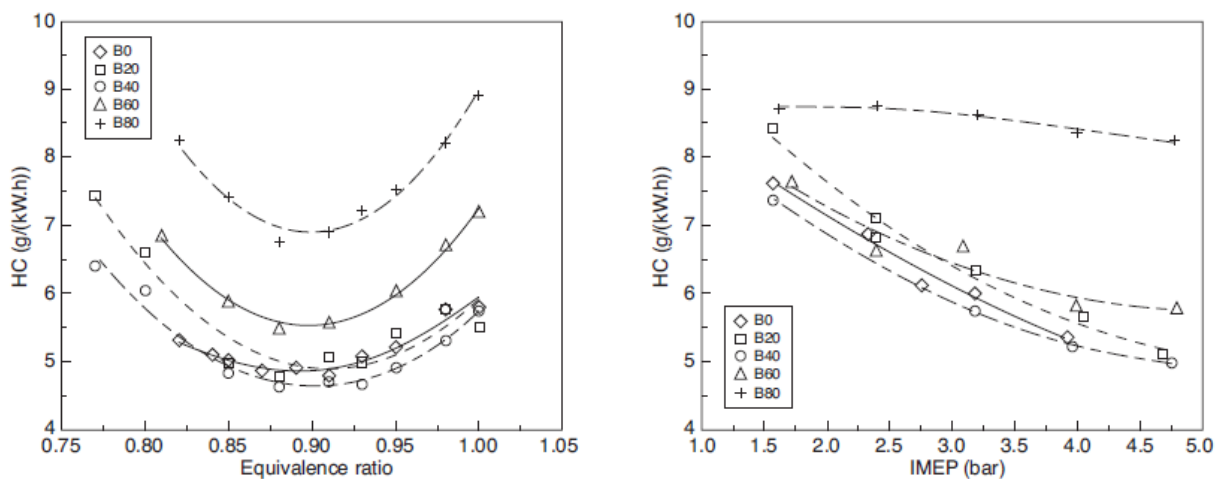 10
9
8
7
6
5
4
HC (g/(kW.h))
B0
B20
B40
B60
B80
0.75 0.80 0.85 0.90 0.95 1.00 1.05
Equivalence ratio
10
9
8
7
6
5
4
HC (g/(kW.h))
B0
B20
B40
B60
B80
1.0 1.5 2.0 2.5 3.0 3.5 4.0 4.5 5.0
IMEP (bar)